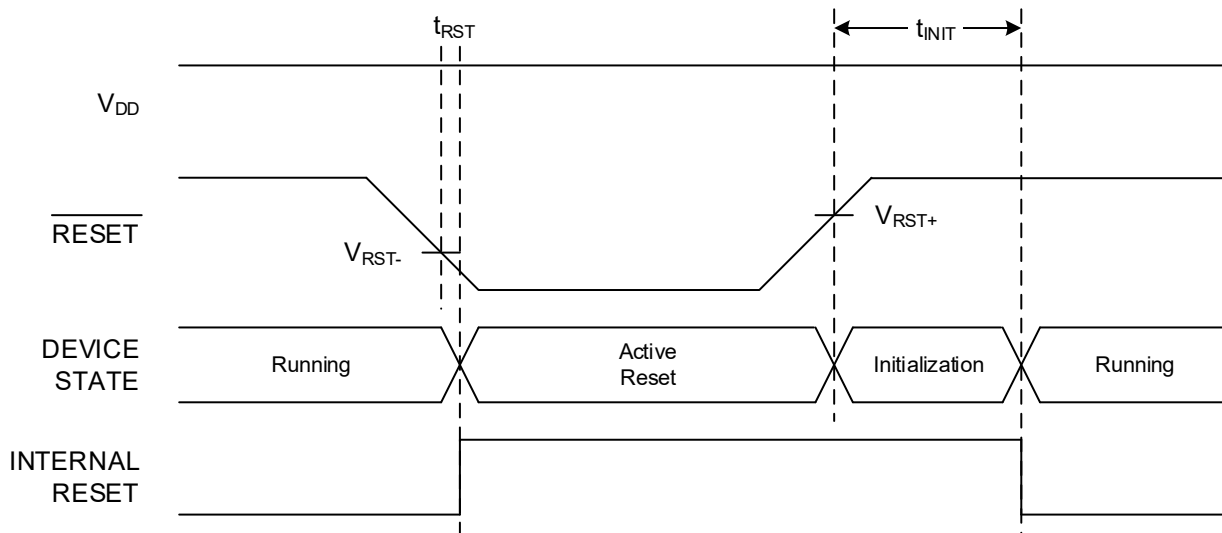 tRST
tINIT
VDD
RESET
VRST-
VRST+
DEVICE
STATE
Running
Active
Reset
Initialization
Running
INTERNAL
RESET